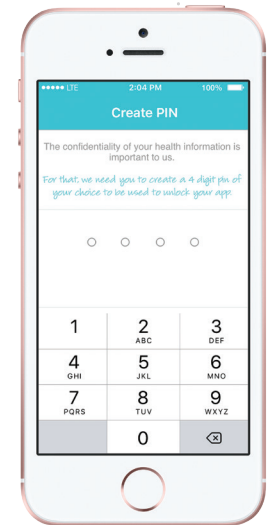 LTE 2:04 PM 100%
Create PIN
The confidentiality of your health information is
important to us.
For that, we need you to create a 4 digit pin of
your choice to be used to unlock your app.
1 2 3
ABC DEF
4 5 6
GHI JKL MNO
7 8 9
PQRS TUV WXYZ
0